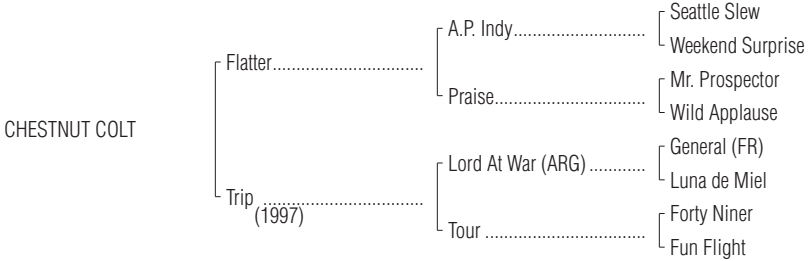 Seattle Slew
A.P. Indy..............................
Weekend Surprise
Flatter..................................
Mr. Prospector
Praise..................................
Wild Applause
CHESTNUT COLT
General (FR)
Lord At War (ARG) .............
Luna de Miel
Trip ....................................
(1997)
Forty Niner
Tour ....................................
Fun Flight